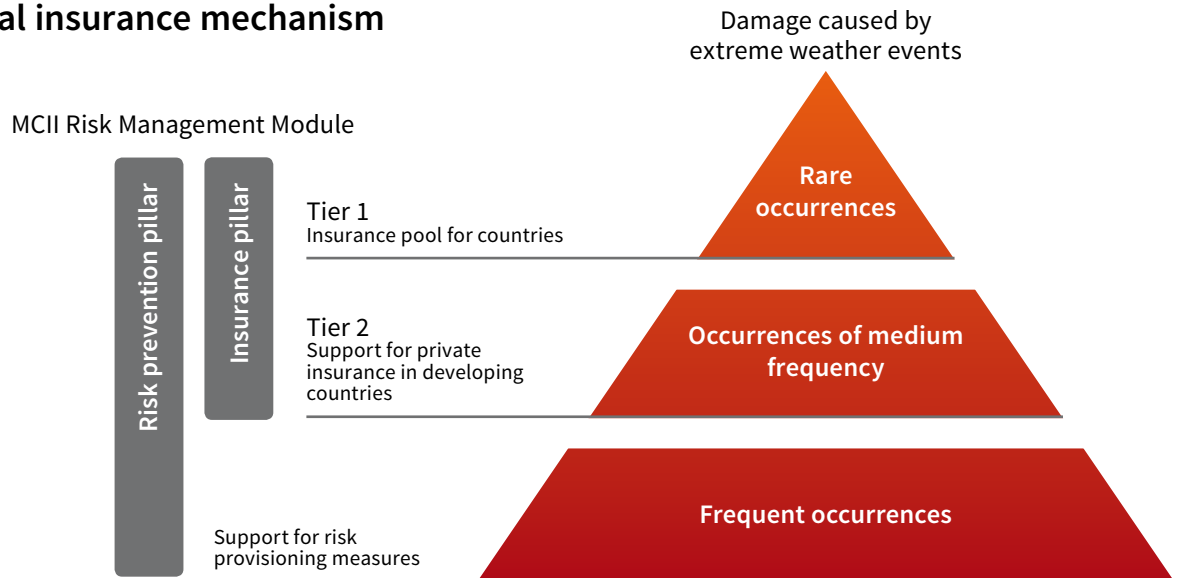 al insurance mechanism
Damage caused by
extreme weather events
MCII Risk Management Module
Risk prevention pillar
Insurance pillar
Tier 1
Insurance pool for countries
Rare
occurrences
Tier 2
Support for private
insurance in developing
countries
Occurrences of medium
frequency
Support for risk
provisioning measures
Frequent occurrences